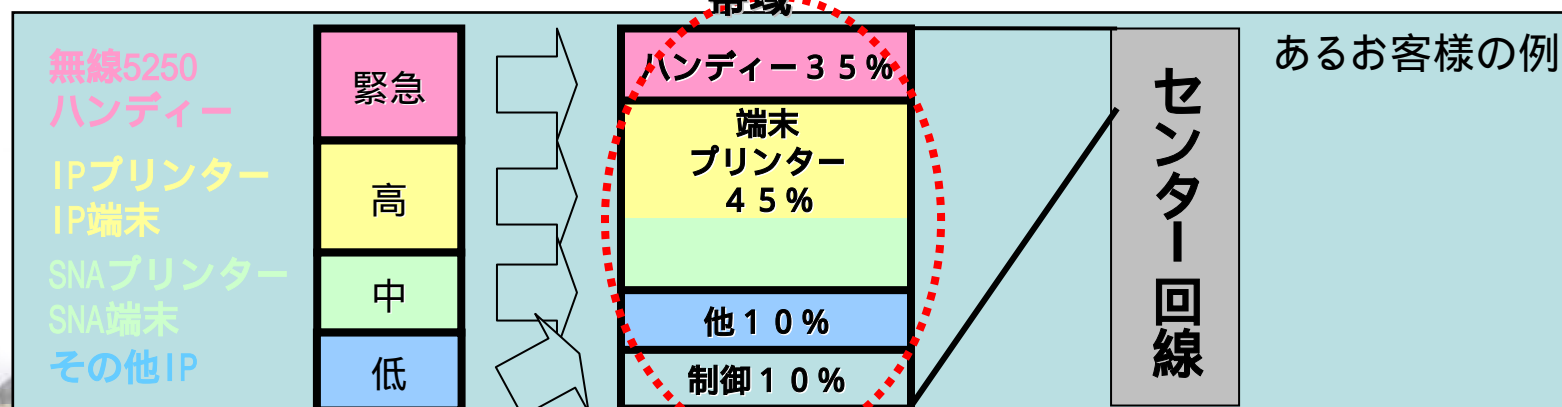 帯域
あるお客様の例
無線5250
ハンディー
IPプリンター
IP端末
SNAプリンター
SNA端末
その他IP
緊急
高
中
低
ハンディー３５%
端末
プリンター
４５%
他１０%
制御１０%
センター回線